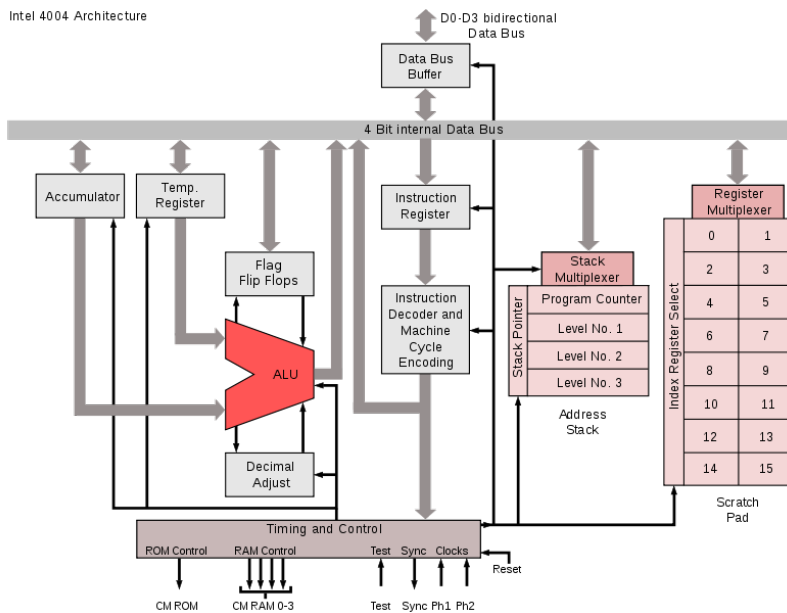 Intel 4004 Architecture
D0-D3 bidirectional
Data Bus
Data Bus
Buffer
4 Bit internal Data Bus
Accumulator
Temp.
Register
Instruction
Register
Register
Multiplexer
Flag
Flip Flops
Stack
Multiplexer
Instruction
Decoder and
Machine
Cycle
Encoding
Stack Pointer
Program Counter
Level No. 1
Level No. 2
Level No. 3
Address
Stack
Index Register Select
0 1
2 3
4 5
6 7
8 9
10 11
12 13
14 15
Scratch
Pad
ALU
Decimal
Adjust
Timing and Control
ROM Control RAM Control Test Sync Clocks
Reset
CM ROM CM RAM 0-3 Test Sync Ph1 Ph2